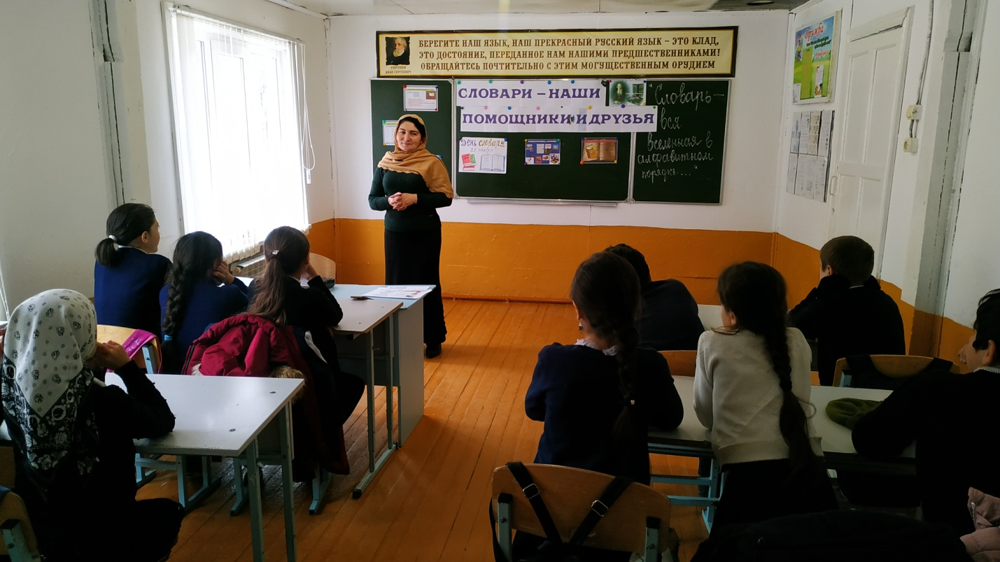 БЕРЕГИТЕ НАШ ЯЗЫК, НАШ ПРЕКРАСНЫЙ РУССКИЙ ЯЗЫК – ЭТО КЛАД,
ЭТО ДОСТОЯНИЕ, ПЕРЕДАННОЕ НАМ НАШИМИ ПРЕДШЕСТВЕННИКАМИ!
ОБРАЩАЙТЕСЬ ПОЧТИТЕЛЬНО С ЭТИМ МОГУЩЕСТВЕННЫМ ОРУДИЕМ
ТУРГЕНЕВ
ИВАН СЕРГЕЕВИЧ
СЛОВАРИ – НАШИ
ПОМОЩНИКИ И ДРУЗЬЯ
День словаря
22 ноября
"Словарь –
вся
вселенная в
алфавитном
порядке..."
Дружба